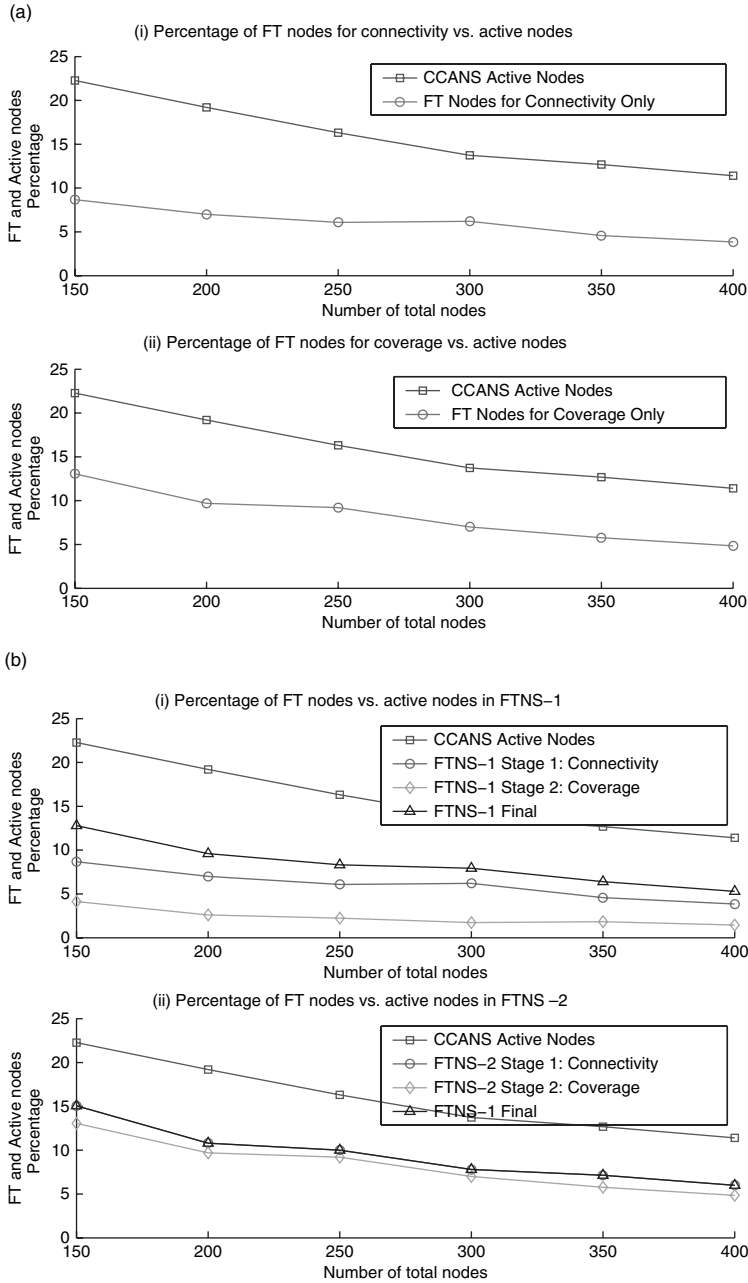 (a)
(i) Percentage of FT nodes for connectivity vs. active nodes
FT and Active nodes
Percentage
25
20
15
10
5
0
CCANS Active Nodes
FT Nodes for Connectivity Only
150 200 250 300 350 400
Number of total nodes
(ii) Percentage of FT nodes for coverage vs. active nodes
FT and Active nodes
Percentage
25
20
15
10
5
0
CCANS Active Nodes
FT Nodes for Coverage Only
150 200 250 300 350 400
Number of total nodes
(b)
(i) Percentage of FT nodes vs. active nodes in FTNS−1
FT and Active nodes
Percentage
25
20
15
10
5
0
CCANS Active Nodes
FTNS−1 Stage 1: Connectivity
FTNS−1 Stage 2: Coverage
FTNS−1 Final
150 200 250 300 350 400
Number of total nodes
(ii) Percentage of FT nodes vs. active nodes in FTNS −2
FT and Active nodes
Percentage
25
20
15
10
5
0
CCANS Active Nodes
FTNS−2 Stage 1: Connectivity
FTNS−2 Stage 2: Coverage
FTNS−1 Final
150 200 250 300 350 400
Number of total nodes